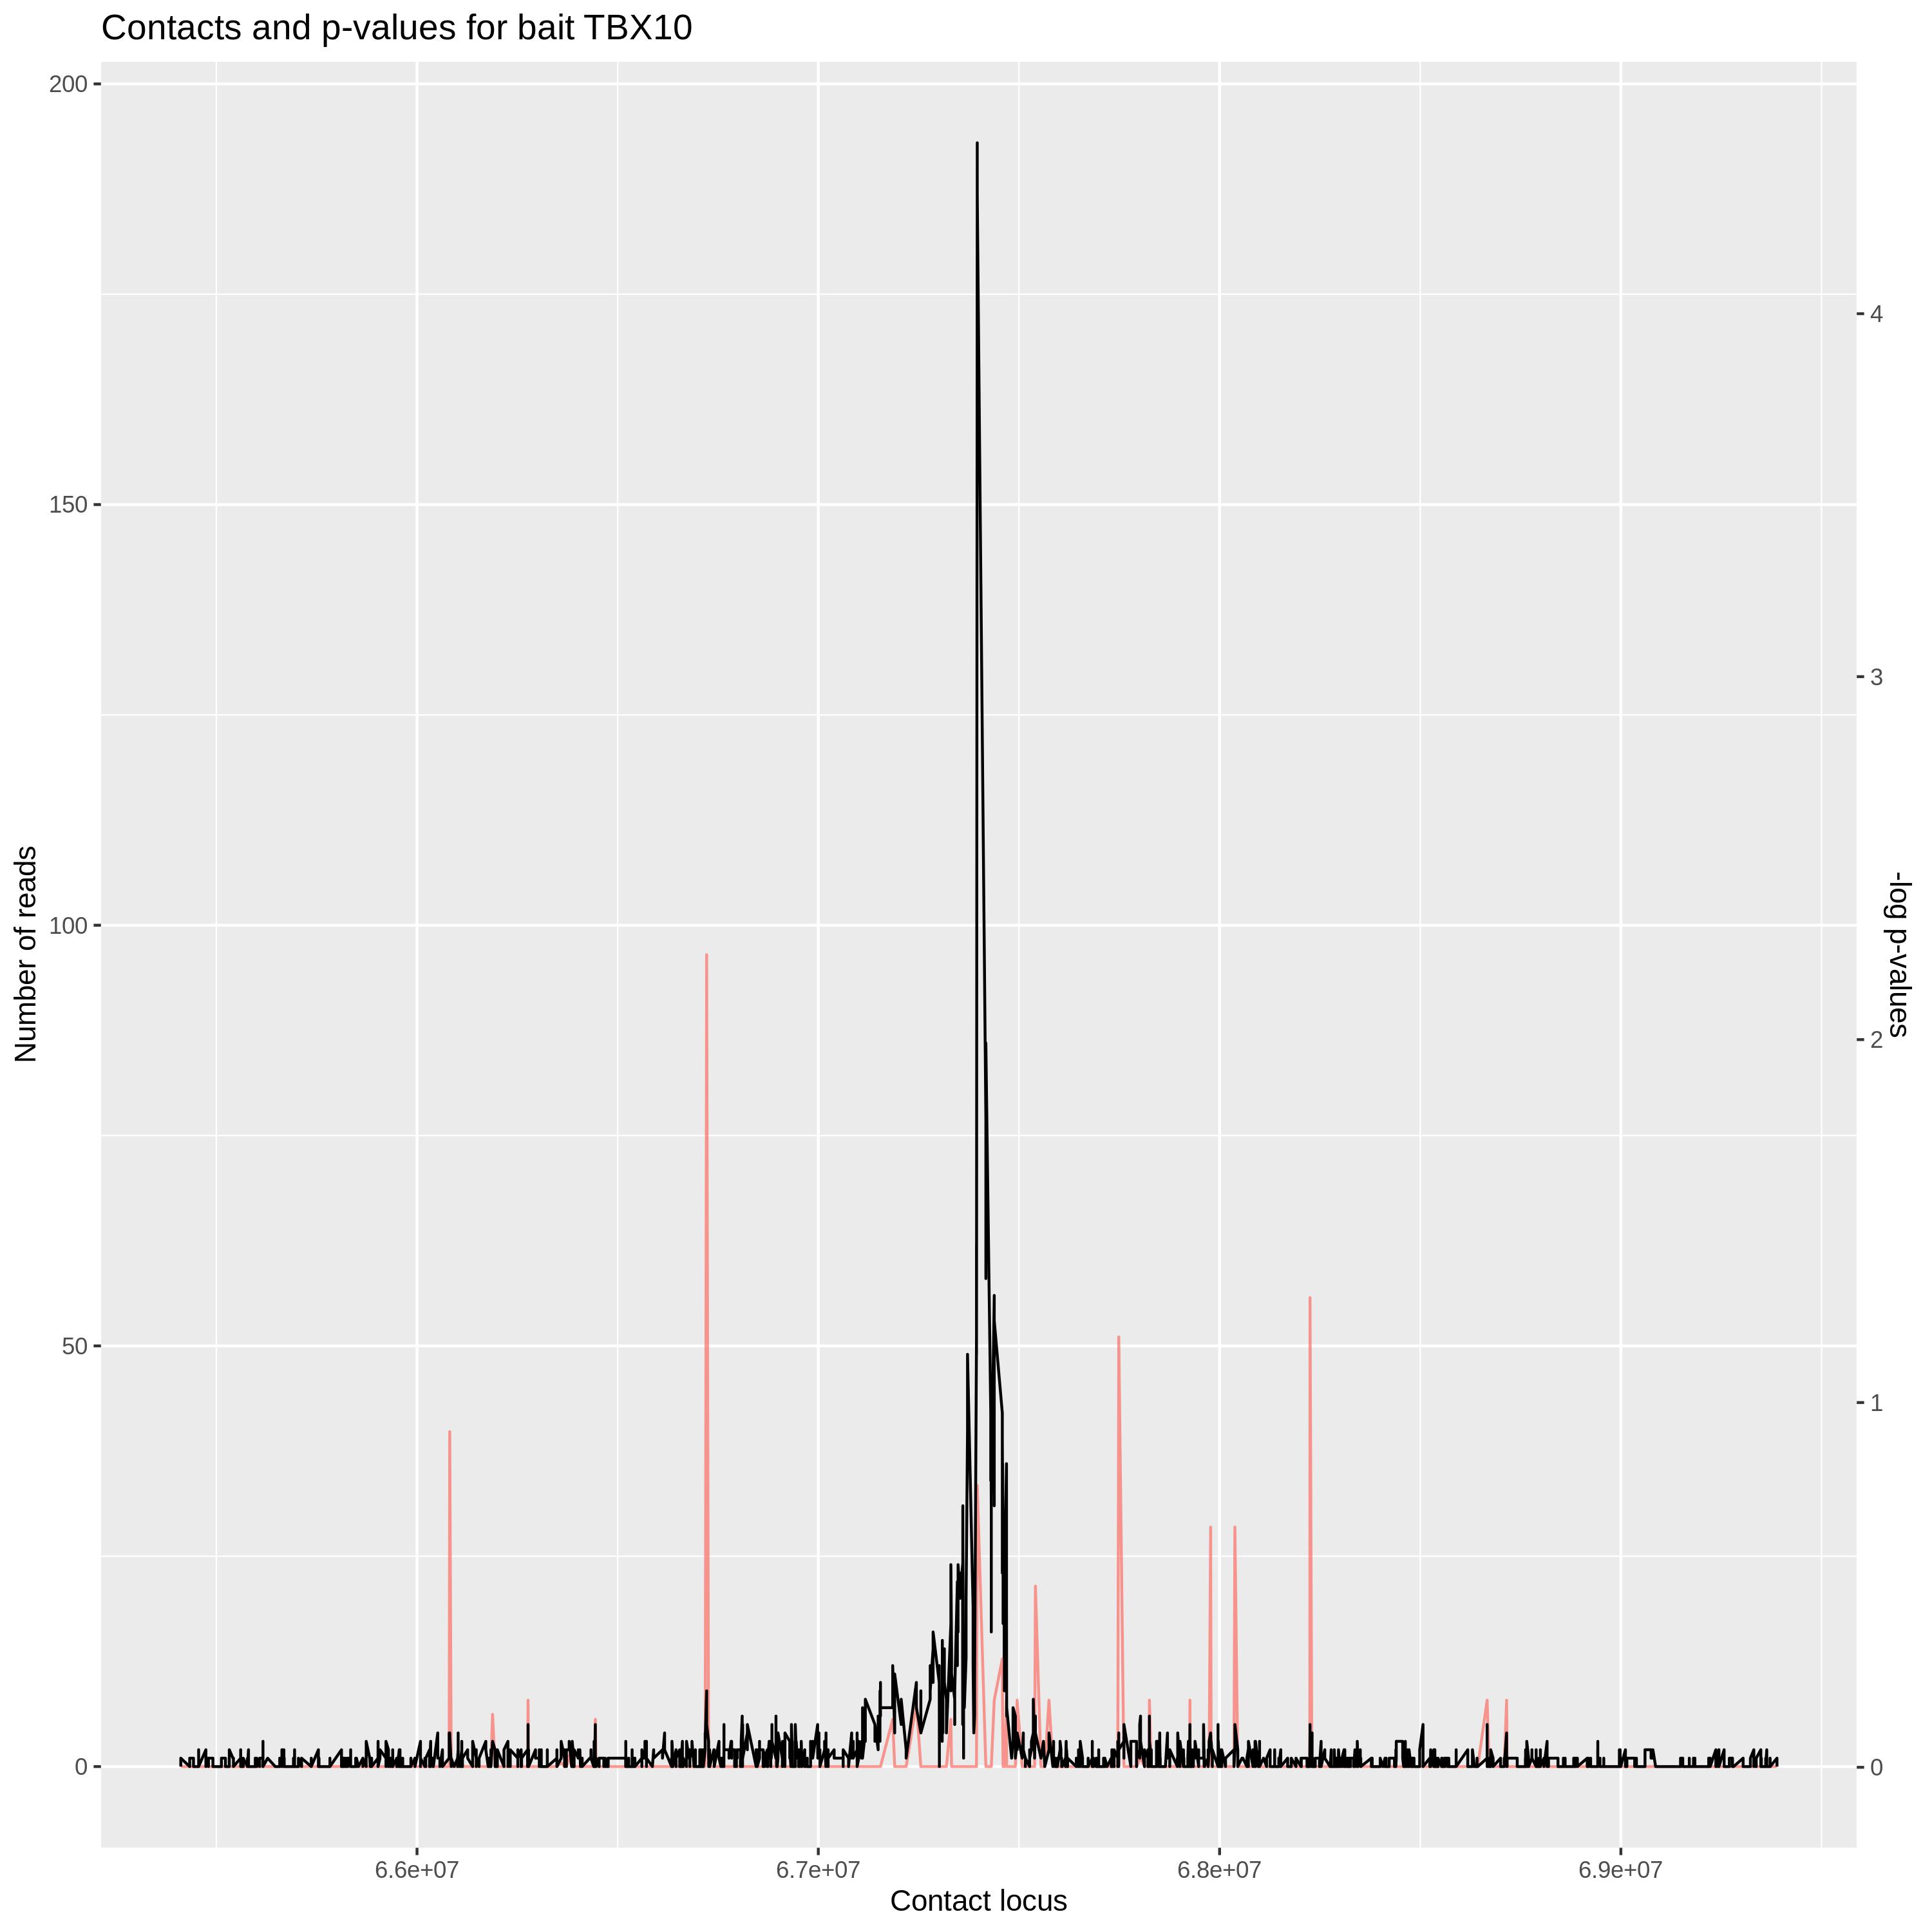 Contacts and p-values for bait TBX10
200
150
100
50
0
Number of reads
4
3
2
1
0
-log p-values
6.6e+07
6.7e+07
6.8e+07
6.9e+07
Contact locus